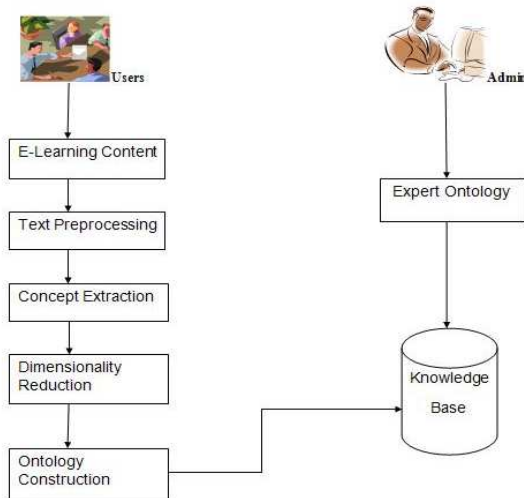 Users
Admin
E-Learning Content
Expert Ontology
Text Preprocessing
Concept Extraction
Dimensionality
Reduction
Knowledge
Base
Ontology
Construction